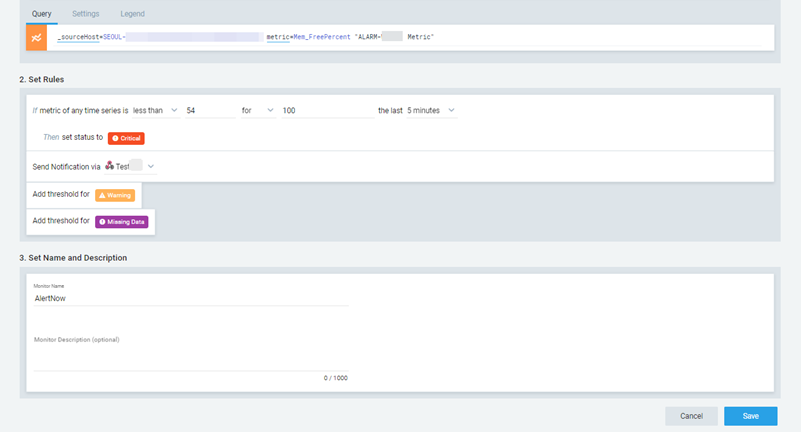 Query Settings Legend
_sourceHost=SEOUL- metric=Mem_FreePercent "ALARM- Metric"
2. Set Rules
If metric of any time series is less than 54 for 100 the last 5 minutes
Then set status to Critical
Send Notification via Test
Add threshold for Warning
Add threshold for Missing Data
3. Set Name and Description
Monitor Name
AlertNow
Monitor Description (optional)
0 / 1000
Cancel Save